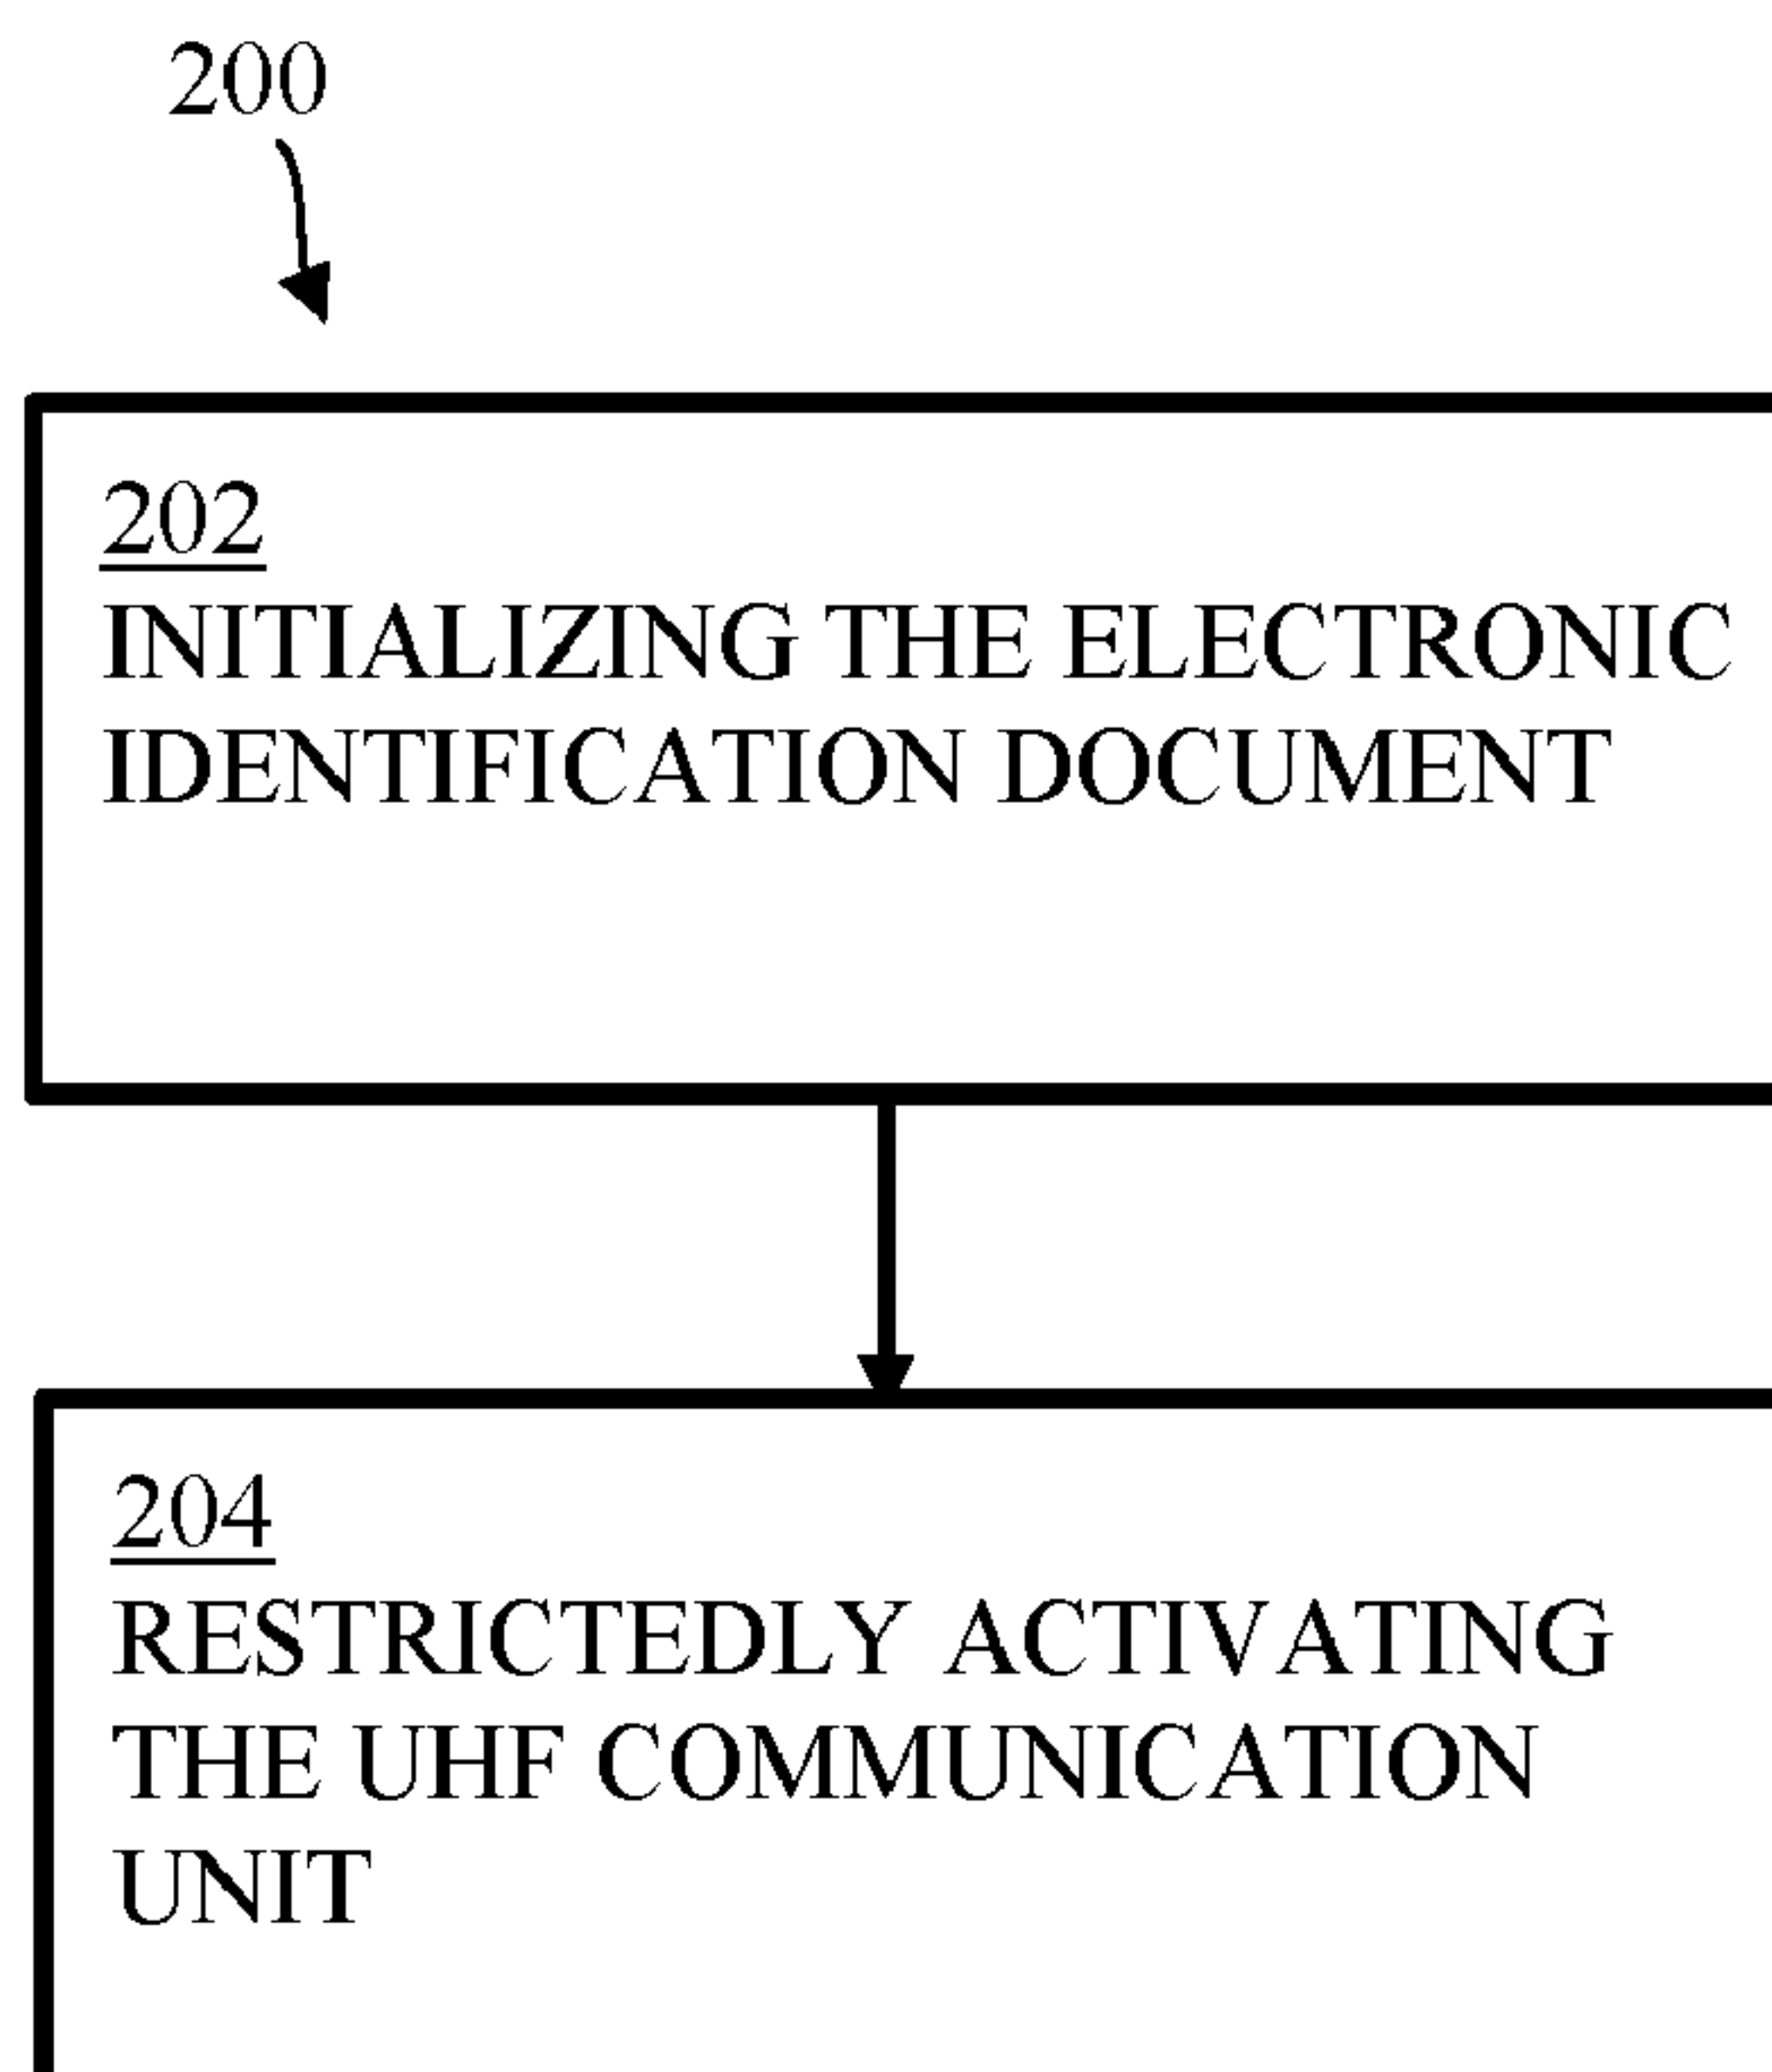 200
202
INITIALIZING THE ELECTRONIC
IDENTIFICATION DOCUMENT
204
RESTRICTEDLY ACTIVATING
THE UHF COMMUNICATION
UNIT